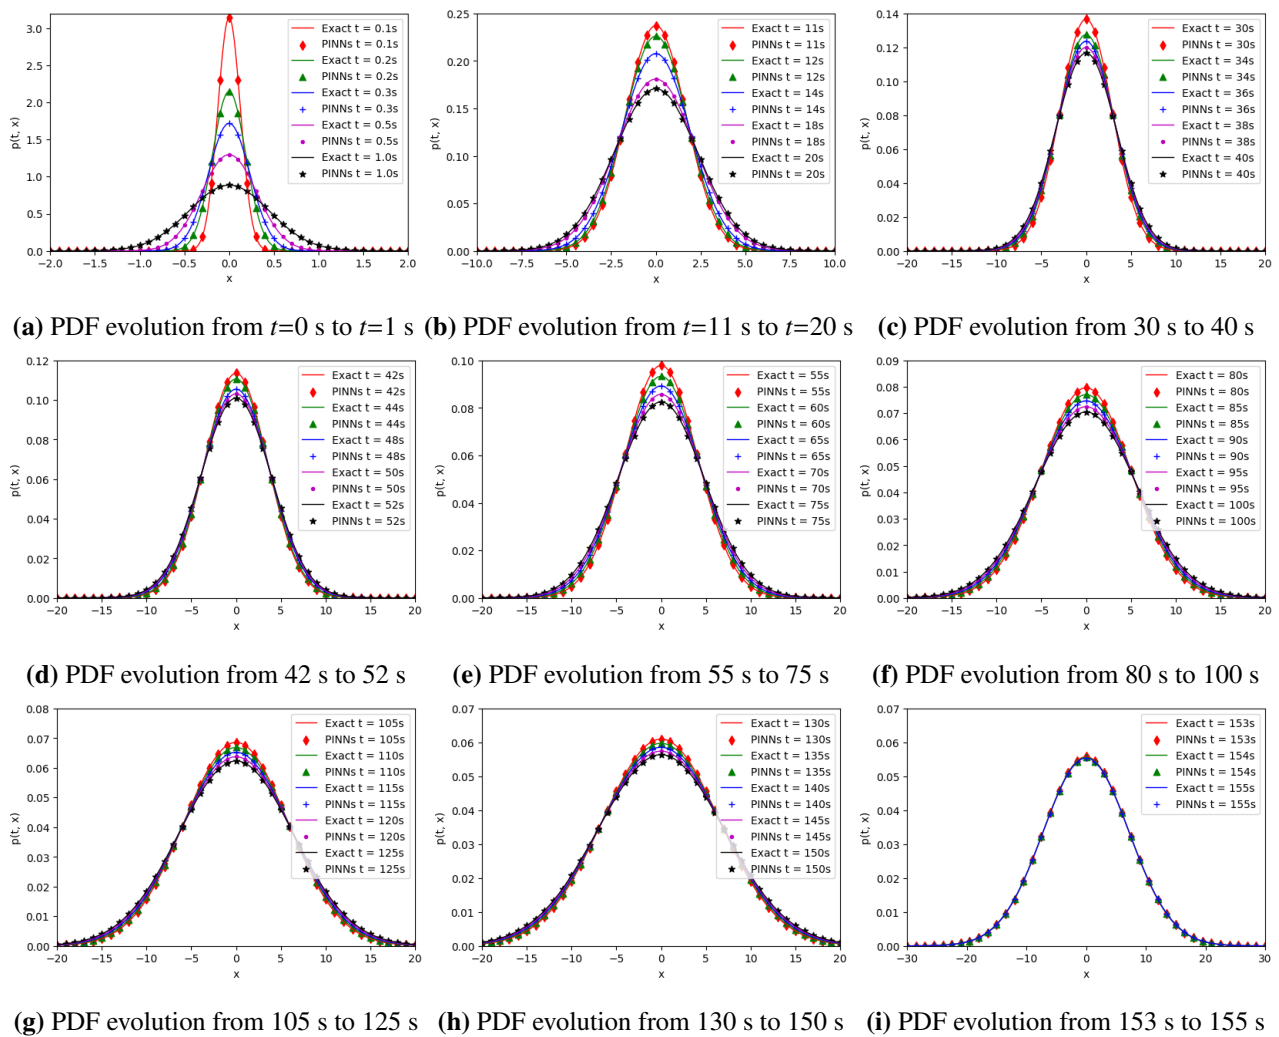 3.0
2.5
2.0
1.5
1.0
0.5
0.0
p(t, x)
−2.0 −1.5 −1.0 −0.5 0.0 0.5 1.0 1.5 2.0
x
Exact t = 0.1s
PINNs t = 0.1s
Exact t = 0.2s
PINNs t = 0.2s
Exact t = 0.3s
PINNs t = 0.3s
Exact t = 0.5s
PINNs t = 0.5s
Exact t = 1.0s
PINNs t = 1.0s
(a) PDF evolution from t=0 s to t=1 s
0.25
0.20
0.15
0.10
0.05
0.00
p(t, x)
−10.0 −7.5 −5.0 −2.5 0.0 2.5 5.0 7.5 10.0
x
Exact t = 11s
PINNs t = 11s
Exact t = 12s
PINNs t = 12s
Exact t = 14s
PINNs t = 14s
Exact t = 18s
PINNs t = 18s
Exact t = 20s
PINNs t = 20s
(b) PDF evolution from t=11 s to t=20 s
0.14
0.12
0.10
0.08
0.06
0.04
0.02
0.00
p(t, x)
−20 −15 −10 −5 0 5 10 15 20
x
Exact t = 30s
PINNs t = 30s
Exact t = 34s
PINNs t = 34s
Exact t = 36s
PINNs t = 36s
Exact t = 38s
PINNs t = 38s
Exact t = 40s
PINNs t = 40s
(c) PDF evolution from 30 s to 40 s
0.12
0.10
0.08
0.06
0.04
0.02
0.00
p(t, x)
−20 −15 −10 −5 0 5 10 15 20
x
Exact t = 42s
PINNs t = 42s
Exact t = 44s
PINNs t = 44s
Exact t = 48s
PINNs t = 48s
Exact t = 50s
PINNs t = 50s
Exact t = 52s
PINNs t = 52s
(d) PDF evolution from 42 s to 52 s
0.10
0.08
0.06
0.04
0.02
0.00
p(t, x)
−20 −15 −10 −5 0 5 10 15 20
x
Exact t = 55s
PINNs t = 55s
Exact t = 60s
PINNs t = 60s
Exact t = 65s
PINNs t = 65s
Exact t = 70s
PINNs t = 70s
Exact t = 75s
PINNs t = 75s
(e) PDF evolution from 55 s to 75 s
0.09
0.08
0.07
0.06
0.05
0.04
0.03
0.02
0.01
0.00
p(t, x)
−20 −15 −10 −5 0 5 10 15 20
x
Exact t = 80s
PINNs t = 80s
Exact t = 85s
PINNs t = 85s
Exact t = 90s
PINNs t = 90s
Exact t = 95s
PINNs t = 95s
Exact t = 100s
PINNs t = 100s
(f) PDF evolution from 80 s to 100 s
0.08
0.07
0.06
0.05
0.04
0.03
0.02
0.01
0.00
p(t, x)
−20 −15 −10 −5 0 5 10 15 20
x
Exact t = 105s
PINNs t = 105s
Exact t = 110s
PINNs t = 110s
Exact t = 115s
PINNs t = 115s
Exact t = 120s
PINNs t = 120s
Exact t = 125s
PINNs t = 125s
(g) PDF evolution from 105 s to 125 s
0.07
0.06
0.05
0.04
0.03
0.02
0.01
0.00
p(t, x)
−20 −15 −10 −5 0 5 10 15 20
x
Exact t = 130s
PINNs t = 130s
Exact t = 135s
PINNs t = 135s
Exact t = 140s
PINNs t = 140s
Exact t = 145s
PINNs t = 145s
Exact t = 150s
PINNs t = 150s
(h) PDF evolution from 130 s to 150 s
0.07
0.06
0.05
0.04
0.03
0.02
0.01
0.00
p(t, x)
−30 −20 −10 0 10 20 30
x
Exact t = 153s
PINNs t = 153s
Exact t = 154s
PINNs t = 154s
Exact t = 155s
PINNs t = 155s
(i) PDF evolution from 153 s to 155 s